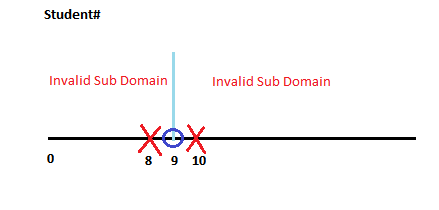 Student#
Invalid Sub Domain Invalid Sub Domain
0 8 9 10